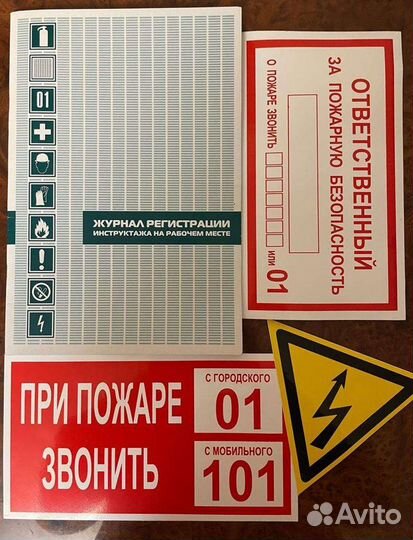 01
ЖУРНАЛ РЕГИСТРАЦИИ
ИНСТРУКТАЖА НА РАБОЧЕМ МЕСТЕ
ОТВЕТСТВЕННЫЙ
ЗА ПОЖАРНУЮ БЕЗОПАСНОСТЬ
О ПОЖАРЕ ЗВОНИТЬ ИЛИ 01
ПРИ ПОЖАРЕ
ЗВОНИТЬ
С ГОРОДСКОГО
01
С МОБИЛЬНОГО
101
Avito